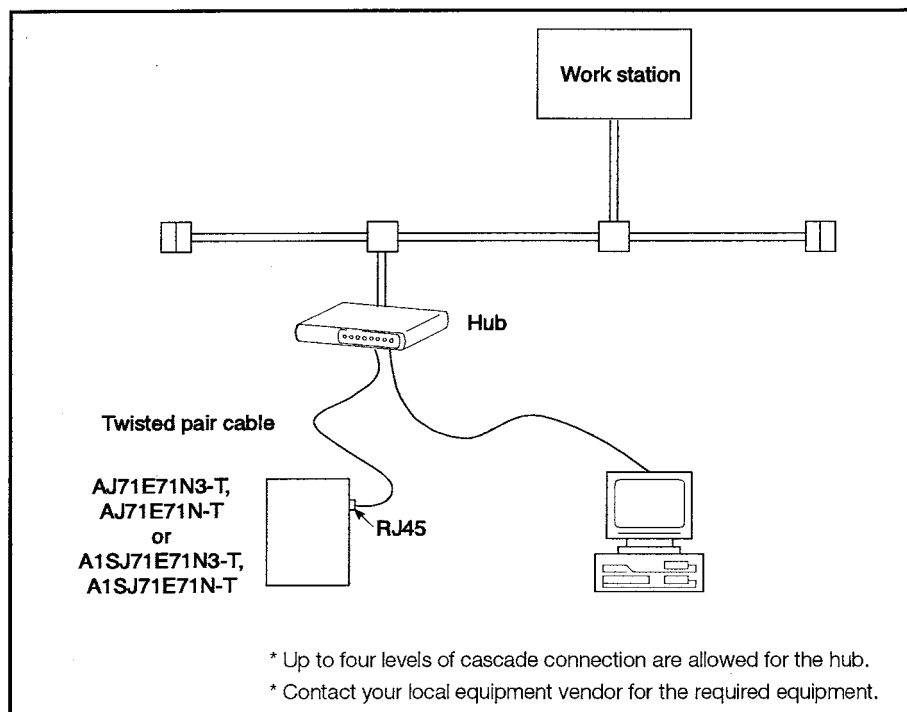 Work station
Hub
Twisted pair cable
AJ71E71N3-T,
AJ71E71N-T
or
A1SJ71E71N3-T,
A1SJ71E71N-T
RJ45
* Up to four levels of cascade connection are allowed for the hub.
* Contact your local equipment vendor for the required equipment.